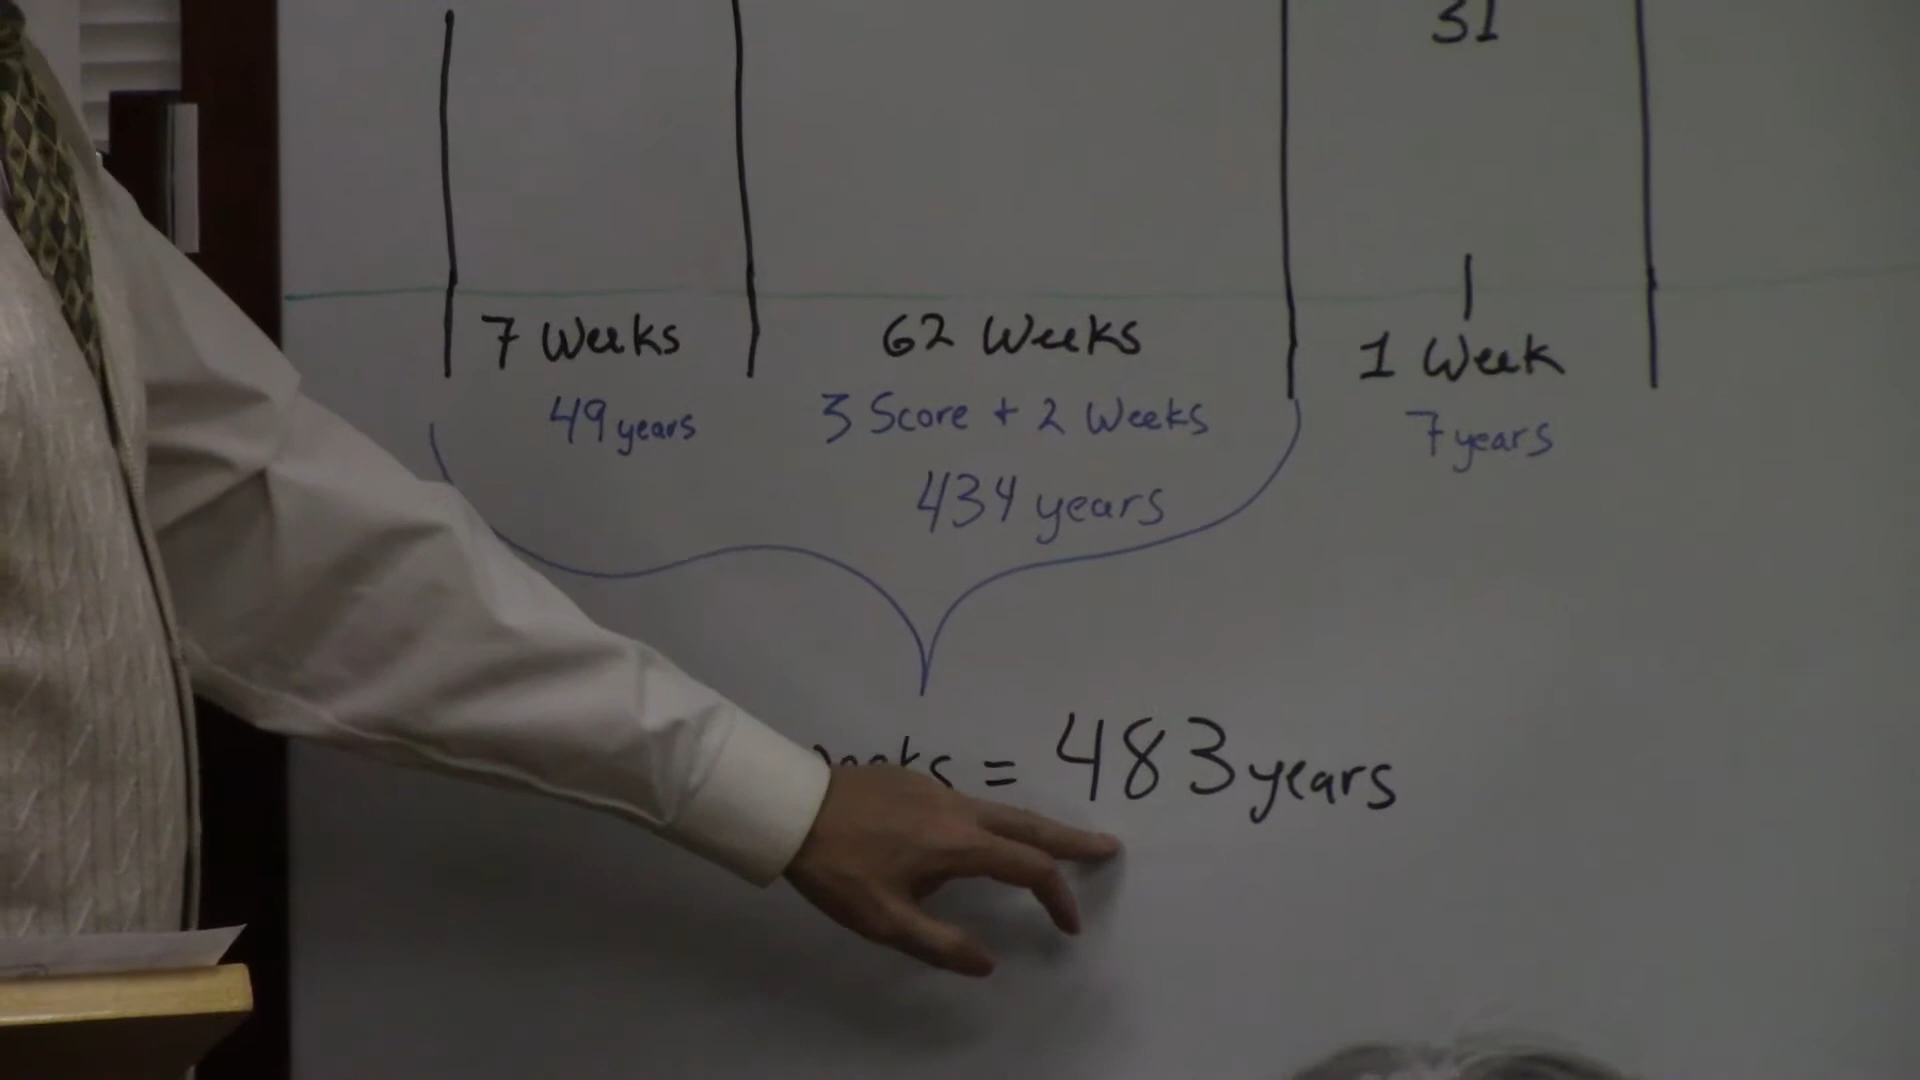 31
7 Weeks
62 Weeks
1 Week
49 years
3 Score + 2 Weeks
7 years
434 years
= 483 years